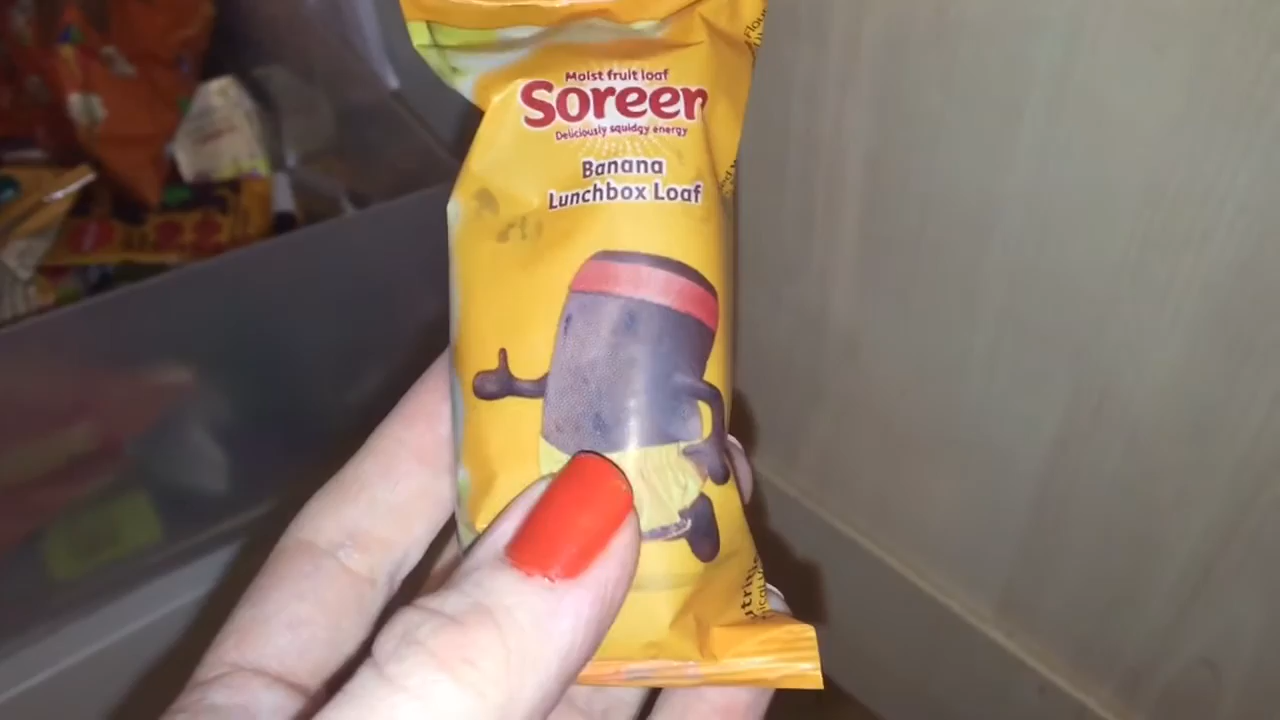 Moist fruit loaf
Soreen
Deliciously squidgy energy
Banana
Lunchbox Loaf